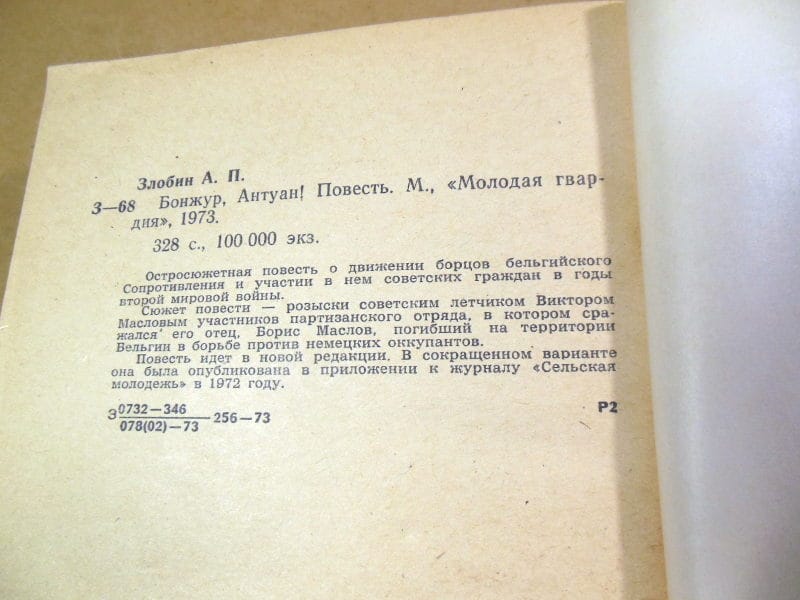 Злобин А. П.
З—68 Бонжур, Антуан! Повесть. М., «Молодая гвар-
дия», 1973.
328 с., 100 000 экз.
Остросюжетная повесть о движении борцов бельгийского
Сопротивления и участии в нем советских граждан в годы
второй мировой войны.
Сюжет повести — розыски советским летчиком Виктором
Масловым участников партизанского отряда, в котором сра-
жался его отец, Борис Маслов, погибший на территории
Бельгии в борьбе против немецких оккупантов.
Повесть идет в новой редакции. В сокращенном варианте
она была опубликована в приложении к журналу «Сельская
молодежь» в 1972 году.
З 0732—346
078(02)—73 —256—73 Р2